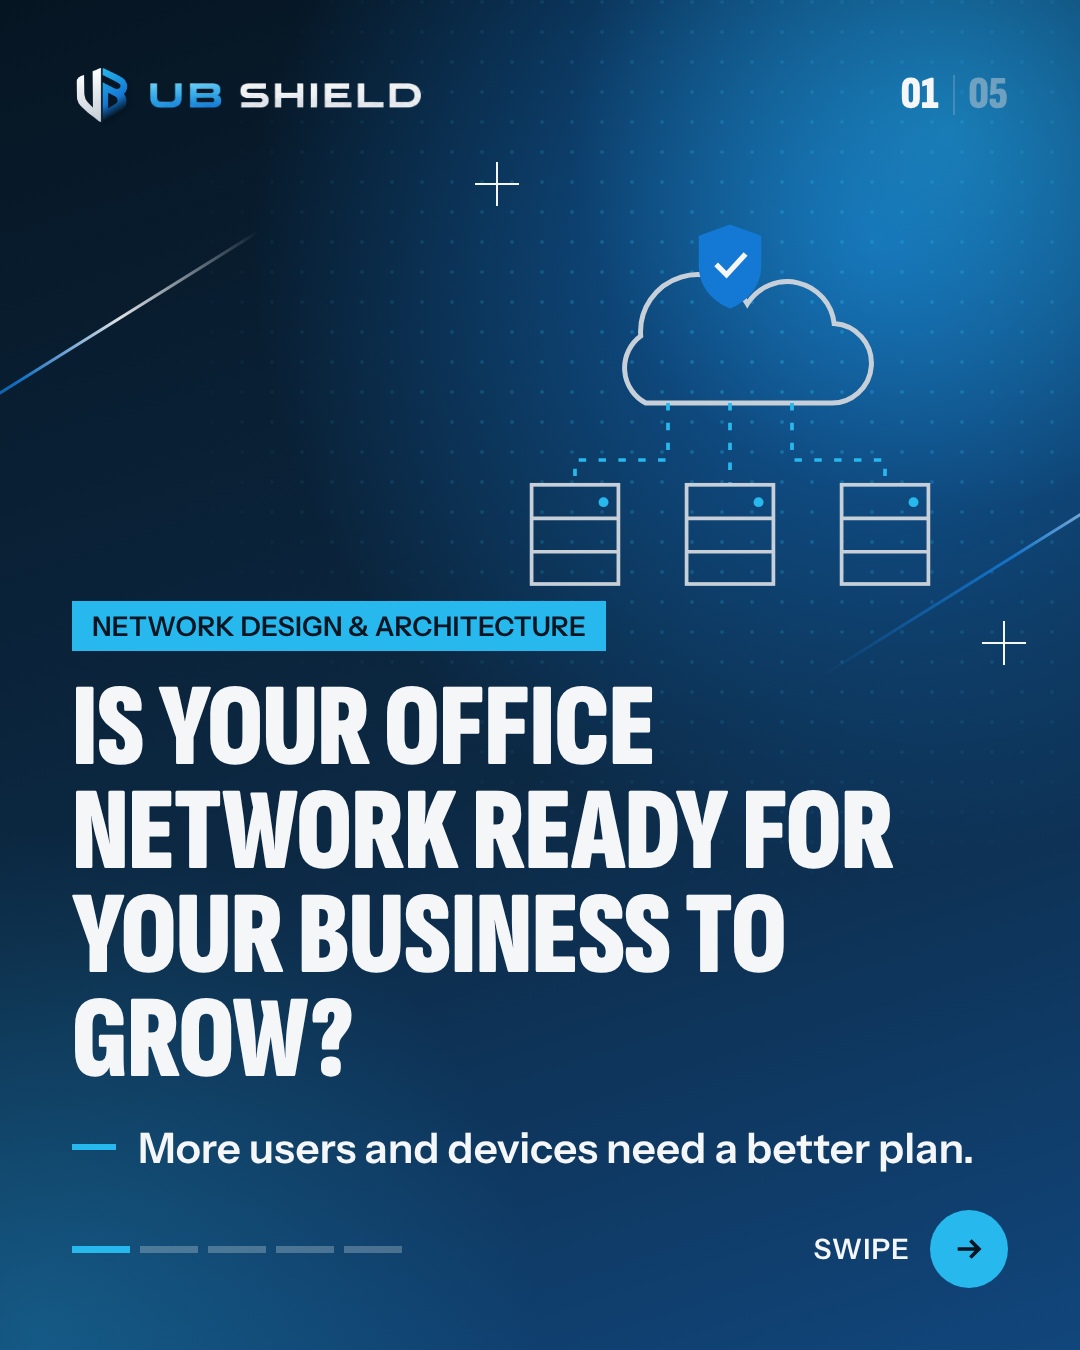 UB SHIELD
01 | 05
NETWORK DESIGN & ARCHITECTURE
IS YOUR OFFICE
NETWORK READY FOR
YOUR BUSINESS TO
GROW?
More users and devices need a better plan.
SWIPE